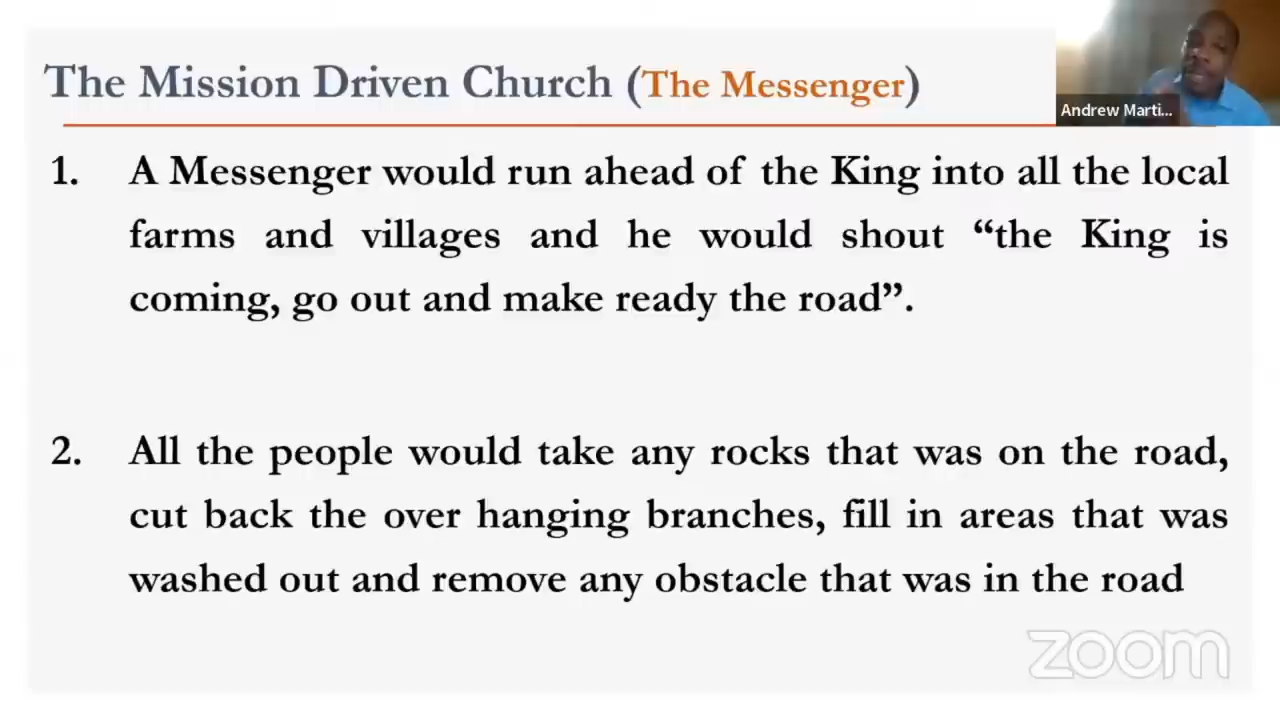 The Mission Driven Church (The Messenger)
Andrew Marti...
1. A Messenger would run ahead of the King into all the local
farms and villages and he would shout “the King is
coming, go out and make ready the road”.
2. All the people would take any rocks that was on the road,
cut back the over hanging branches, fill in areas that was
washed out and remove any obstacle that was in the road
zoom